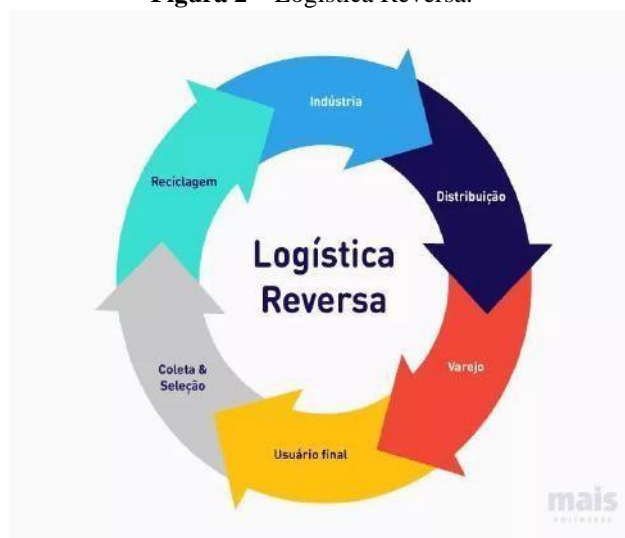 Figura 2 – Logística Reversa.
Indústria
Distribuição
Varejo
Usuário final
Coleta &
Seleção
Reciclagem
Logística
Reversa
mais